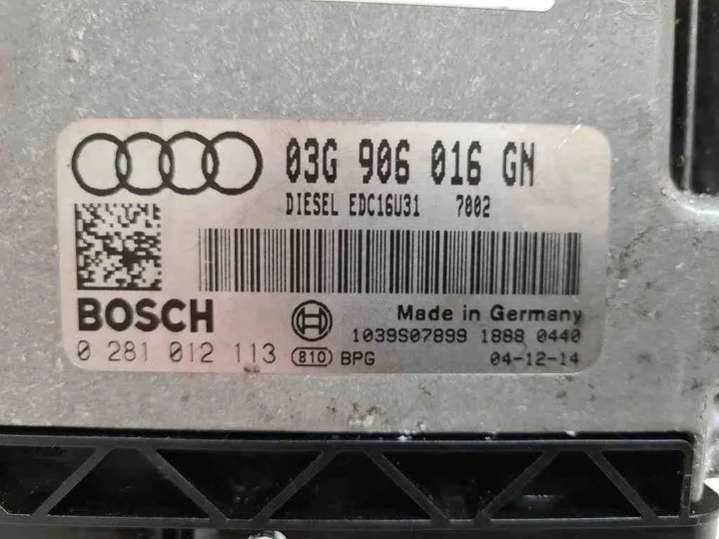 03G 906 016 GN
DIESEL EDC16U31 7002
BOSCH
Made in Germany
1039S07899 1888 0440
0 281 012 113 810 BPG
04-12-14